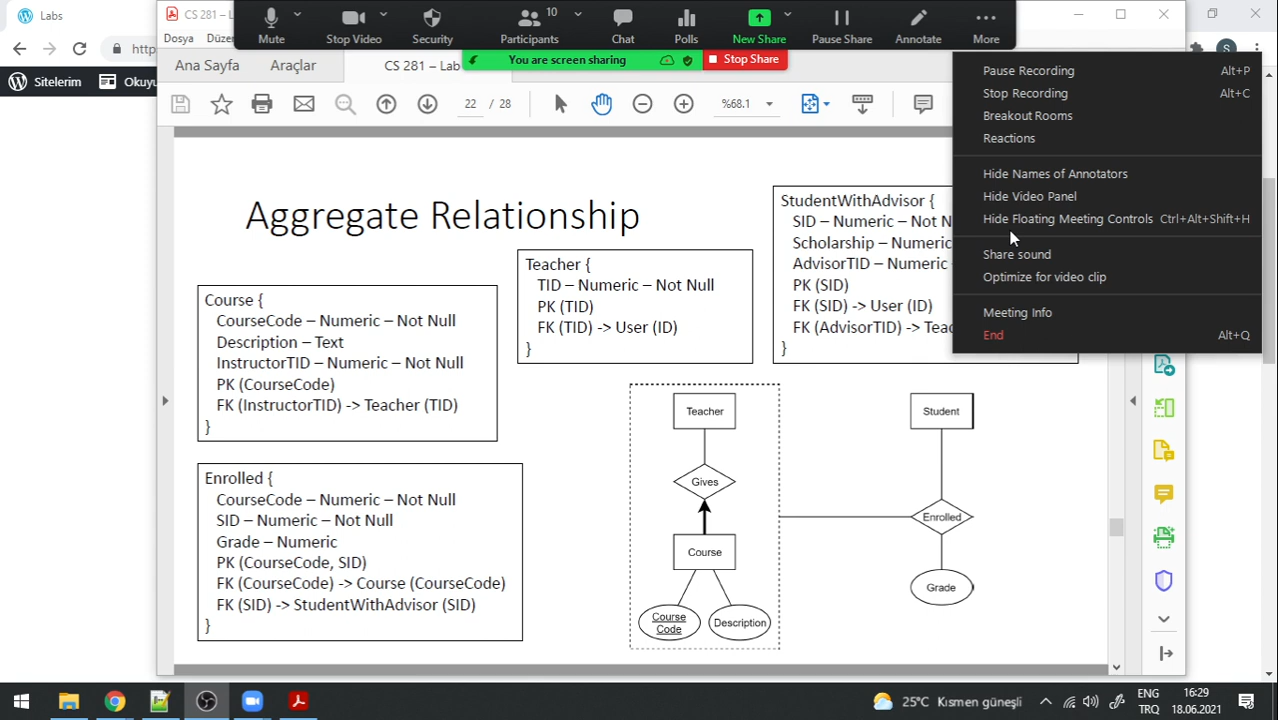 Labs
CS 281 – L
Dosya
Düzen
Mute
Stop Video
Security
10
Participants
Chat
Polls
New Share
Pause Share
Annotate
More
You are screen sharing
Stop Share
http
Sitelerim
Okuyu
Ana Sayfa
Araçlar
CS 281 – Lab
22 / 28
%68.1
Pause Recording Alt+P
Stop Recording Alt+C
Breakout Rooms
Reactions
Hide Names of Annotators
Hide Video Panel
Hide Floating Meeting Controls Ctrl+Alt+Shift+H
Share sound
Optimize for video clip
Meeting Info
End Alt+Q
Aggregate Relationship
StudentWithAdvisor {
SID – Numeric – Not N
Scholarship – Numeric
AdvisorTID – Numeric
PK (SID)
FK (SID) -> User (ID)
FK (AdvisorTID) -> Teac
}
Teacher {
TID – Numeric – Not Null
PK (TID)
FK (TID) -> User (ID)
}
Course {
CourseCode – Numeric – Not Null
Description – Text
InstructorTID – Numeric – Not Null
PK (CourseCode)
FK (InstructorTID) -> Teacher (TID)
}
Enrolled {
CourseCode – Numeric – Not Null
SID – Numeric – Not Null
Grade – Numeric
PK (CourseCode, SID)
FK (CourseCode) -> Course (CourseCode)
FK (SID) -> StudentWithAdvisor (SID)
}
Teacher
Gives
Course
Course
Code
Description
Student
Enrolled
Grade
25°C Kısmen güneşli
ENG
TRQ
16:29
18.06.2021